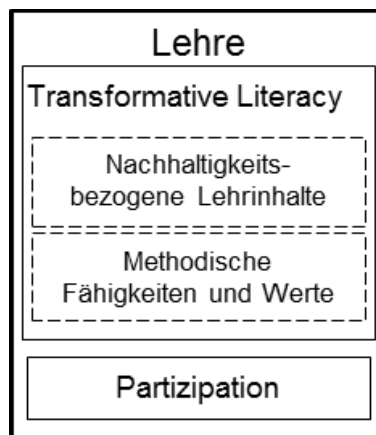 Lehre
Transformative Literacy
Nachhaltigkeits-
bezogene Lehrinhalte
Methodische
Fähigkeiten und Werte
Partizipation